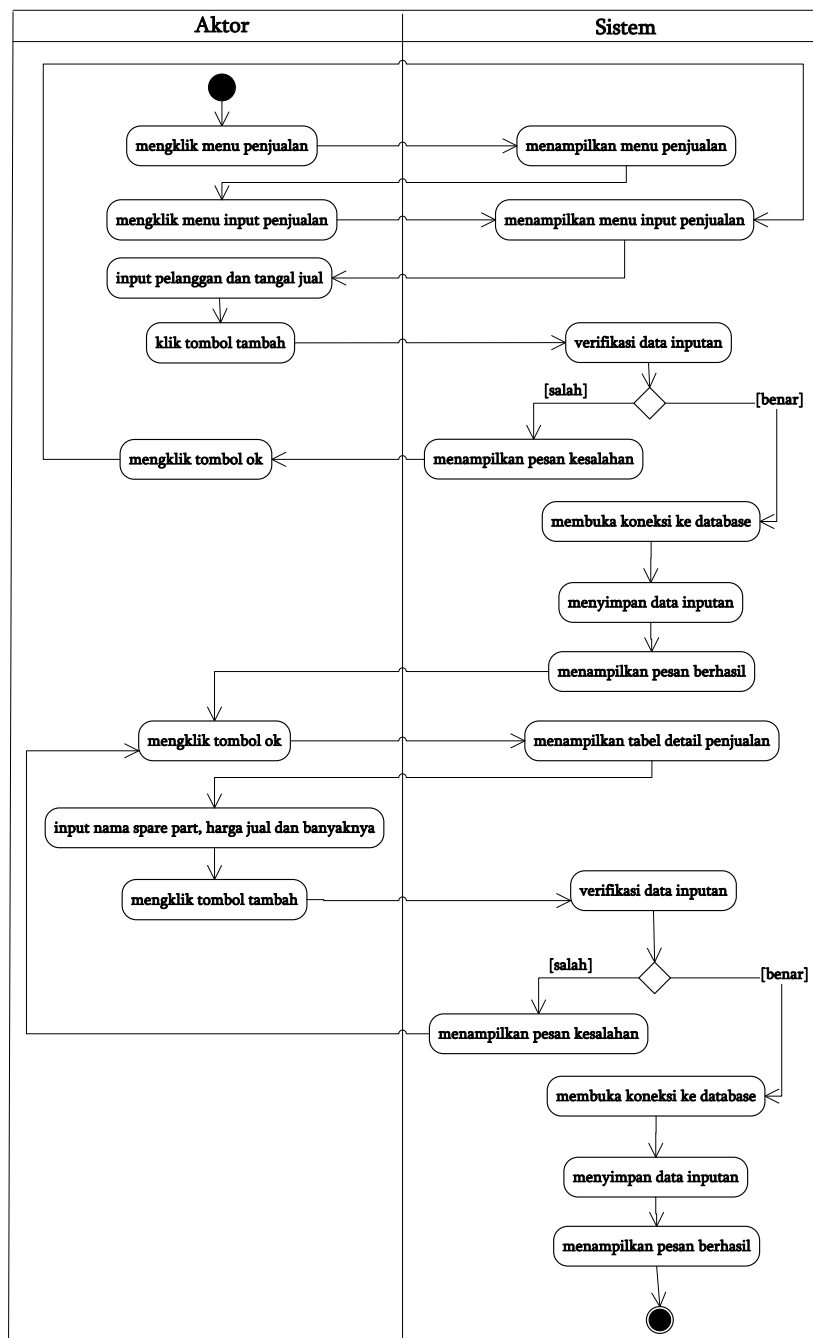 Aktor
Sistem
mengklik menu penjualan
menampilkan menu penjualan
mengklik menu input penjualan
menampilkan menu input penjualan
input pelanggan dan tangal jual
klik tombol tambah
verifikasi data inputan
[salah]
[benar]
mengklik tombol ok
menampilkan pesan kesalahan
membuka koneksi ke database
menyimpan data inputan
menampilkan pesan berhasil
mengklik tombol ok
menampilkan tabel detail penjualan
input nama spare part, harga jual dan banyaknya
mengklik tombol tambah
verifikasi data inputan
[salah]
[benar]
menampilkan pesan kesalahan
membuka koneksi ke database
menyimpan data inputan
menampilkan pesan berhasil